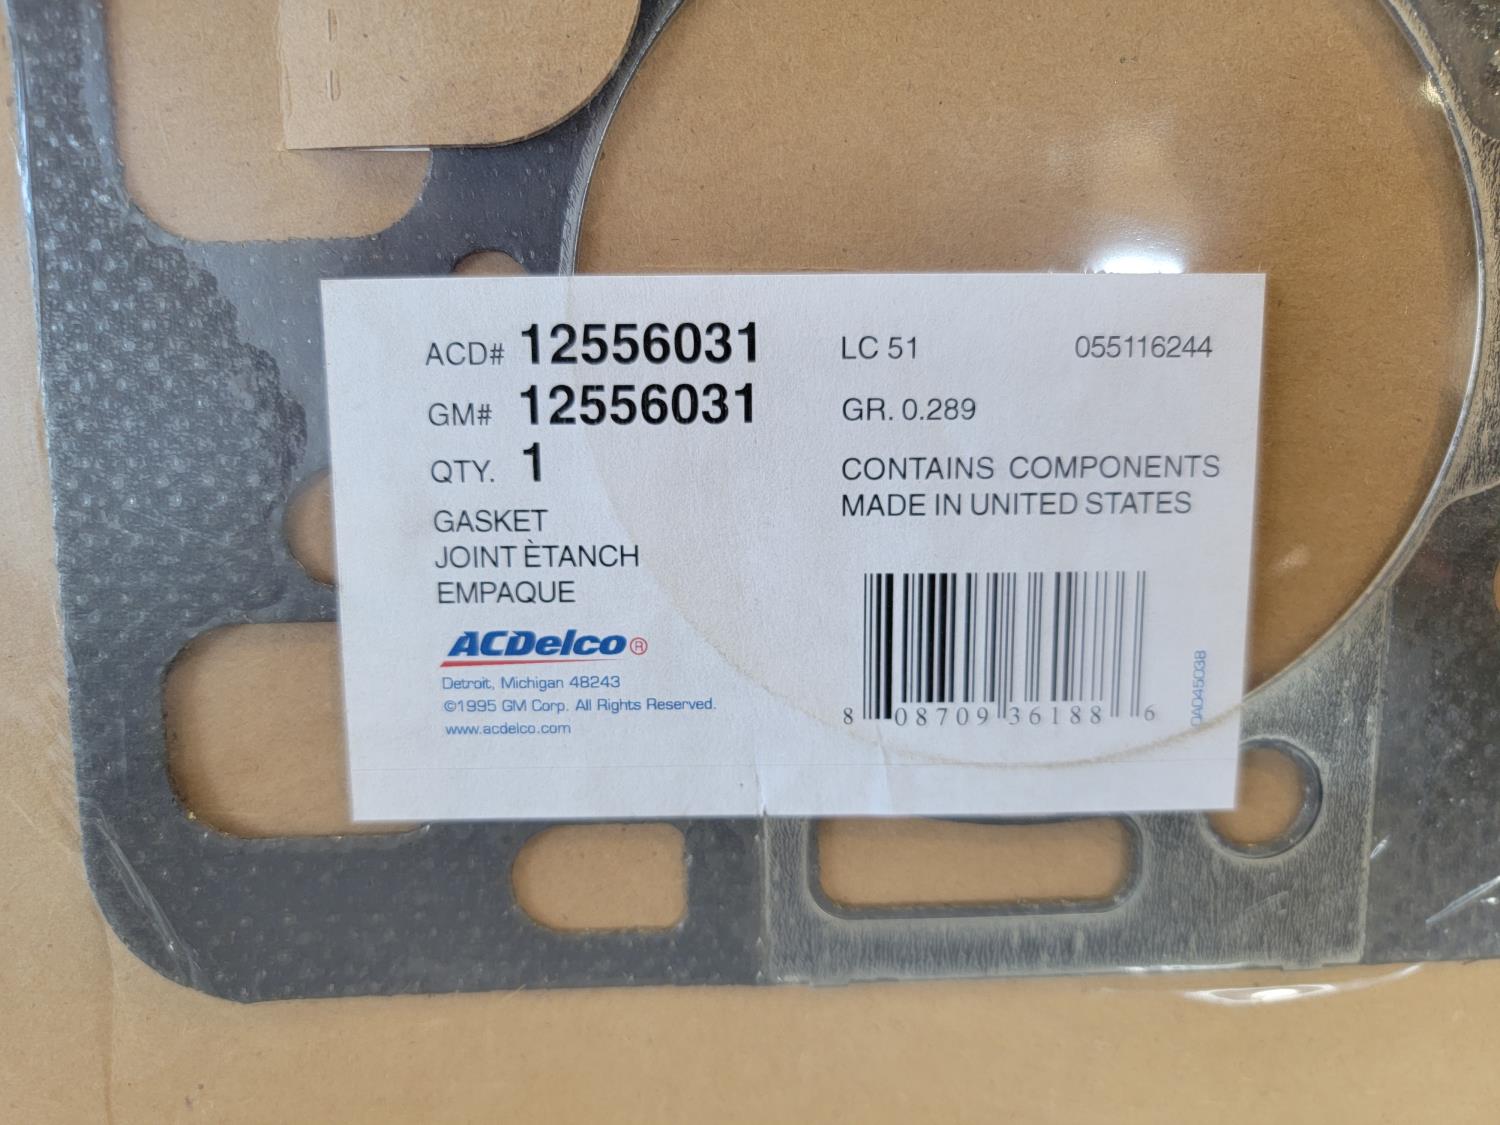 ACD# 12556031
GM# 12556031
QTY. 1
GASKET
JOINT ÈTANCH
EMPAQUE
ACDelco®
Detroit, Michigan 48243
©1995 GM Corp. All Rights Reserved.
www.acdelco.com
LC 51 055116244
GR. 0.289
CONTAINS COMPONENTS
MADE IN UNITED STATES
8 08709 36188 6